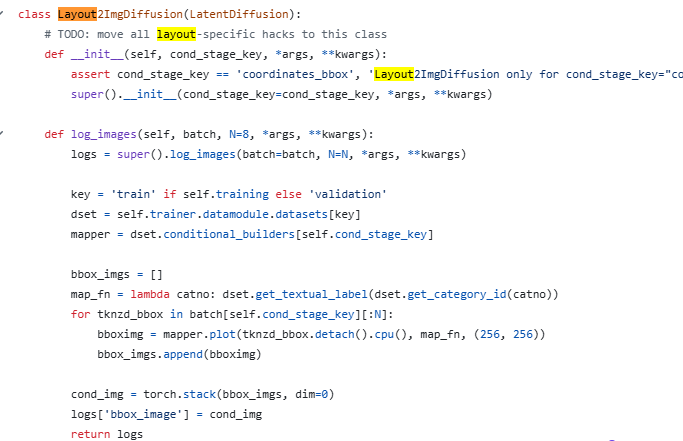 class Layout2ImgDiffusion(LatentDiffusion):
    # TODO: move all layout-specific hacks to this class
    def __init__(self, cond_stage_key, *args, **kwargs):
        assert cond_stage_key == 'coordinates_bbox', 'Layout2ImgDiffusion only for cond_stage_key="co
        super().__init__(cond_stage_key=cond_stage_key, *args, **kwargs)
    def log_images(self, batch, N=8, *args, **kwargs):
        logs = super().log_images(batch=batch, N=N, *args, **kwargs)
        key = 'train' if self.training else 'validation'
        dset = self.trainer.datamodule.datasets[key]
        mapper = dset.conditional_builders[self.cond_stage_key]
        bbox_imgs = []
        map_fn = lambda catno: dset.get_textual_label(dset.get_category_id(catno))
        for tknzd_bbox in batch[self.cond_stage_key][:N]:
            bboximg = mapper.plot(tknzd_bbox.detach().cpu(), map_fn, (256, 256))
            bbox_imgs.append(bboximg)
        cond_img = torch.stack(bbox_imgs, dim=0)
        logs['bbox_image'] = cond_img
        return logs